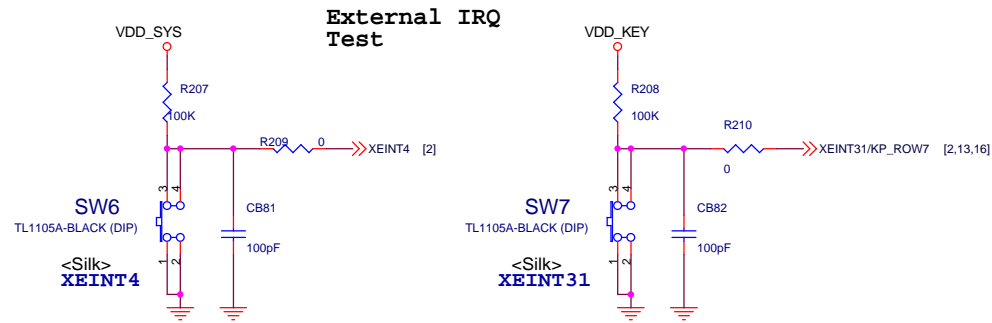 External IRQ
Test
VDD_SYS
R207
100K
R209
0
XEINT4 [2]
3
4
SW6
TL1105A-BLACK (DIP)
CB81
100pF
1
2
<Silk>
XEINT4
VDD_KEY
R208
100K
R210
0
XEINT31/KP_ROW7 [2,13,16]
3
4
SW7
TL1105A-BLACK (DIP)
CB82
100pF
1
2
<Silk>
XEINT31